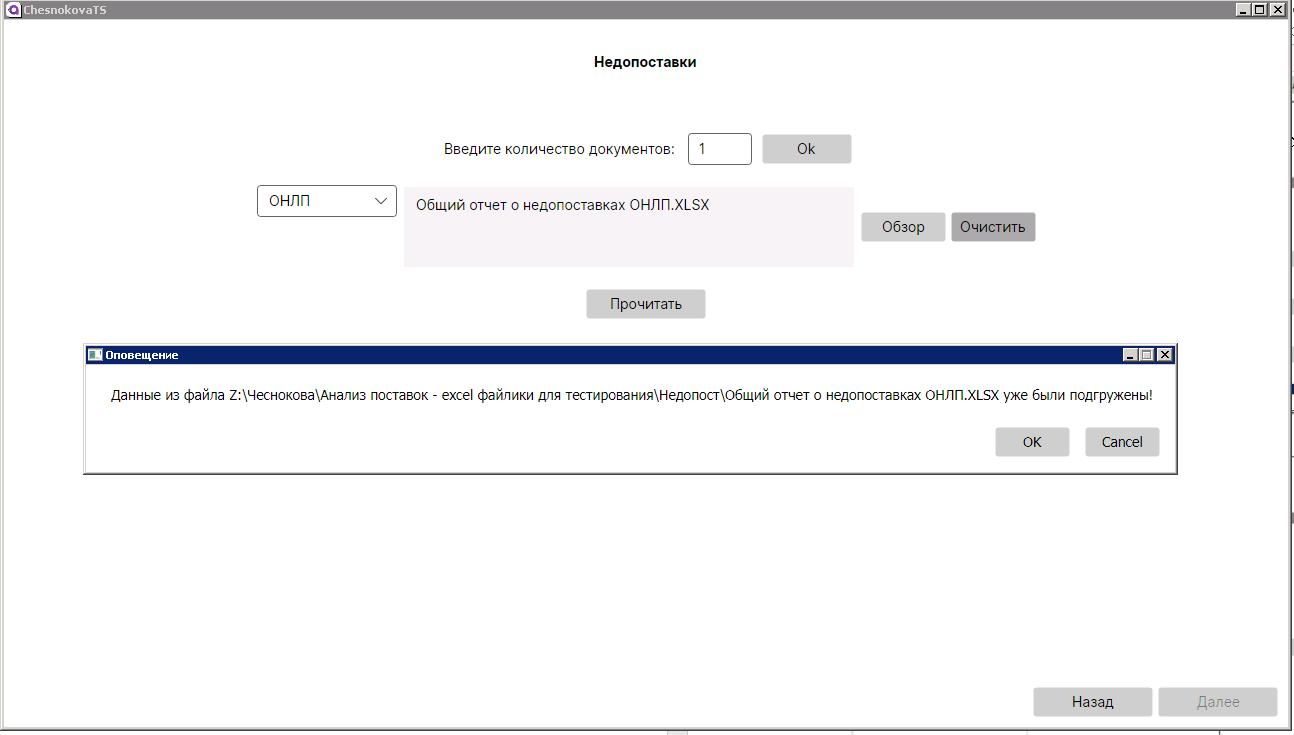 ChesnokovaTS
Недопоставки
Введите количество документов: 1 Ok
ОНЛП Общий отчет о недопоставках ОНЛП.XLSX
Обзор Очистить
Прочитать
Оповещение
Данные из файла Z:\Чеснокова\Анализ поставок - excel файлики для тестирования\Недопост\Общий отчет о недопоставках ОНЛП.XLSX уже были подгружены!
OK Cancel
Назад Далее